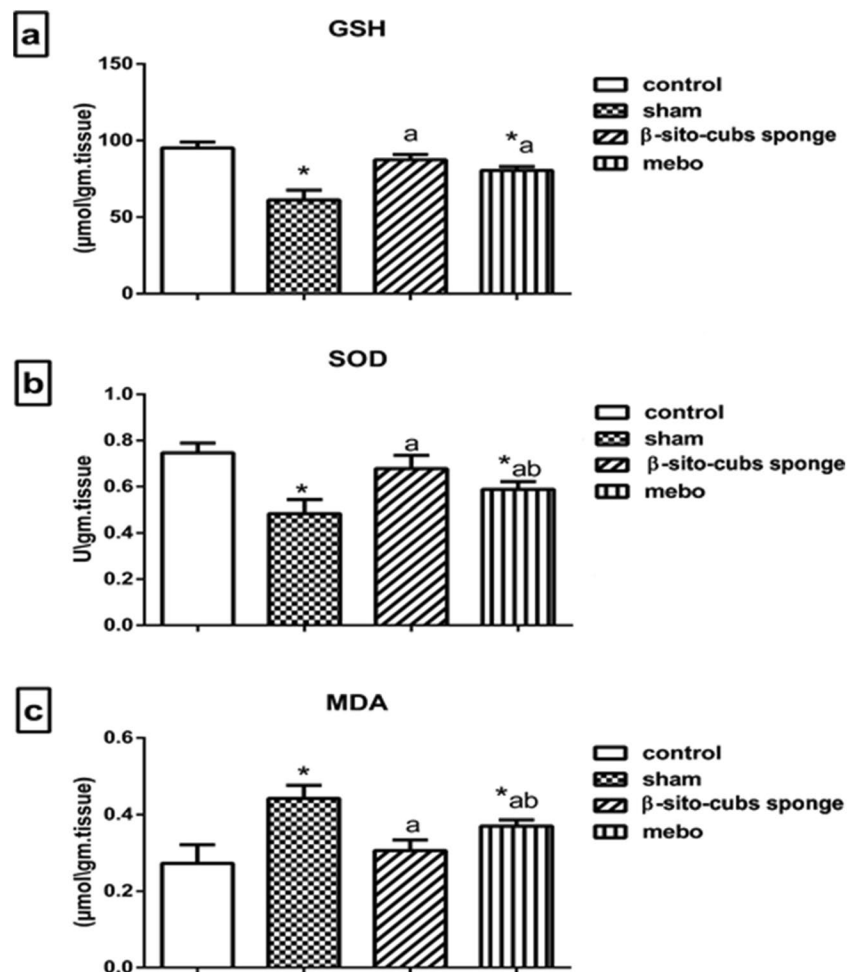 a
GSH
150
100
50
0
(µmol\gm.tissue)
*
a
*a
control
sham
β-sito-cubs sponge
mebo
b
SOD
1.0
0.8
0.6
0.4
0.2
0.0
U\gm.tissue
*
a
*ab
control
sham
β-sito-cubs sponge
mebo
c
MDA
0.6
0.4
0.2
0.0
(µmol\gm.tissue)
*
a
*ab
control
sham
β-sito-cubs sponge
mebo